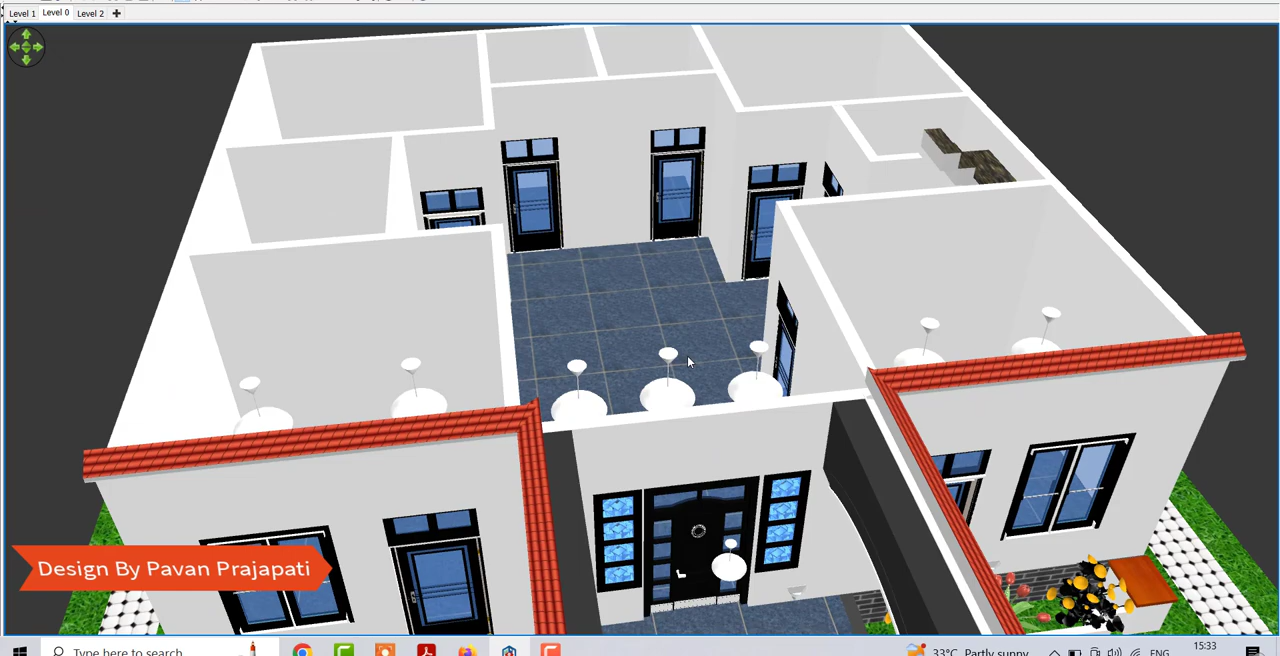 Level 1 Level 0 Level 2
Design By Pavan Prajapati
Type here to search
33°C Partly sunny
ENG
15:33